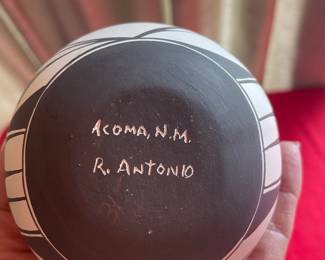 ACOMA, N.M.
R. ANTONIO